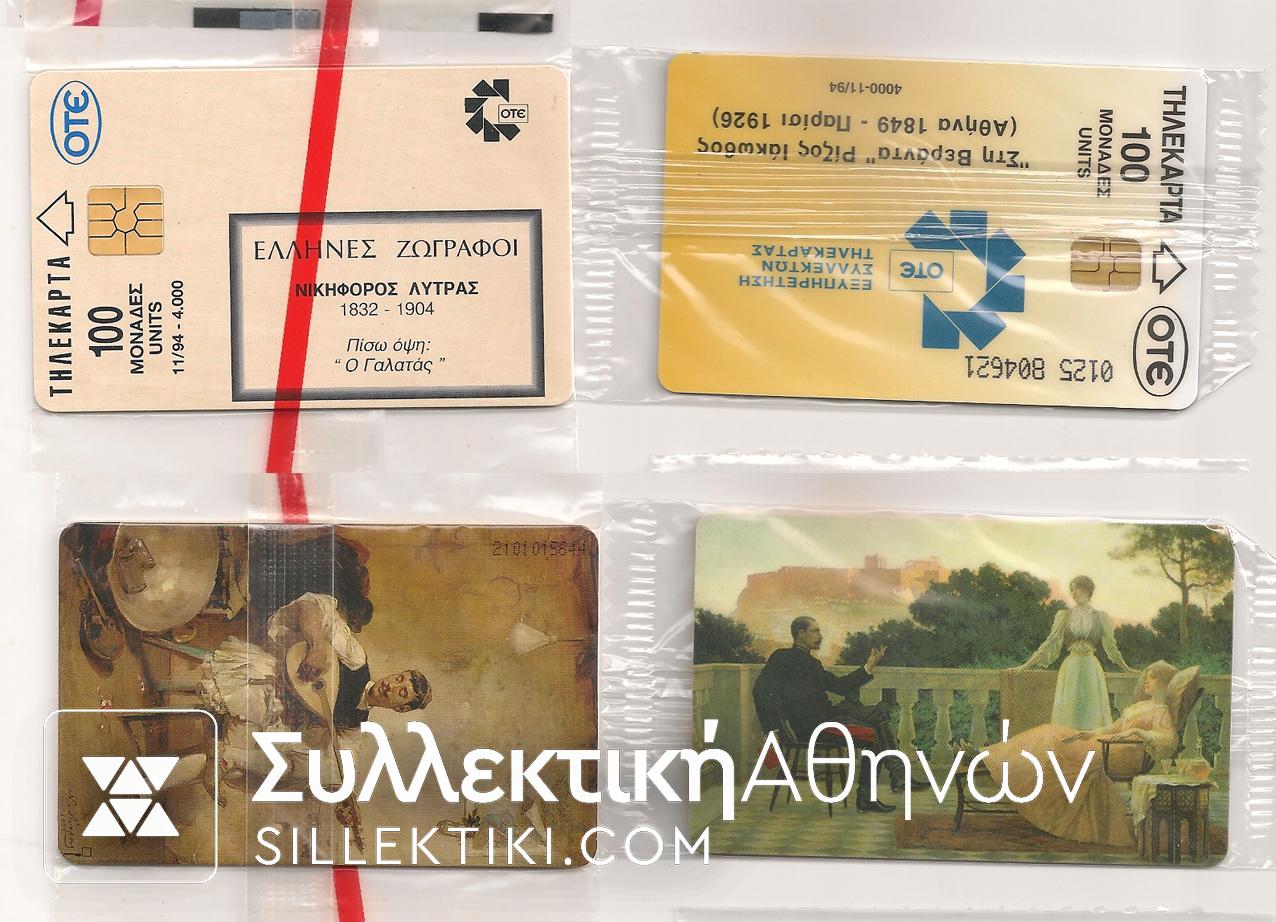 ΟΤΕ
ΤΗΛΕΚΑΡΤΑ
100
ΜΟΝΑΔΕΣ
UNITS
11/94 - 4.000
ΟΤΕ
ΕΛΛΗΝΕΣ ΖΩΓΡΑΦΟΙ
ΝΙΚΗΦΟΡΟΣ ΛΥΤΡΑΣ
1832 - 1904
Πίσω όψη:
“ Ο Γαλατάς ”
ΤΗΛΕΚΑΡΤΑ
100
ΜΟΝΑΔΕΣ
UNITS
ΟΤΕ
0125 804621
ΟΤΕ
ΕΞΥΠΗΡΕΤΗΣΗ
ΣΥΛΛΕΚΤΩΝ
ΤΗΛΕΚΑΡΤΑΣ
"Στη Βεράντα" Ρίζος Ιάκωβος
(Αθήνα 1849 - Παρίσι 1926)
4000-11/94
2101015644
ΣυλλεκτικήΑθηνών
SILLEKTIKI.COM